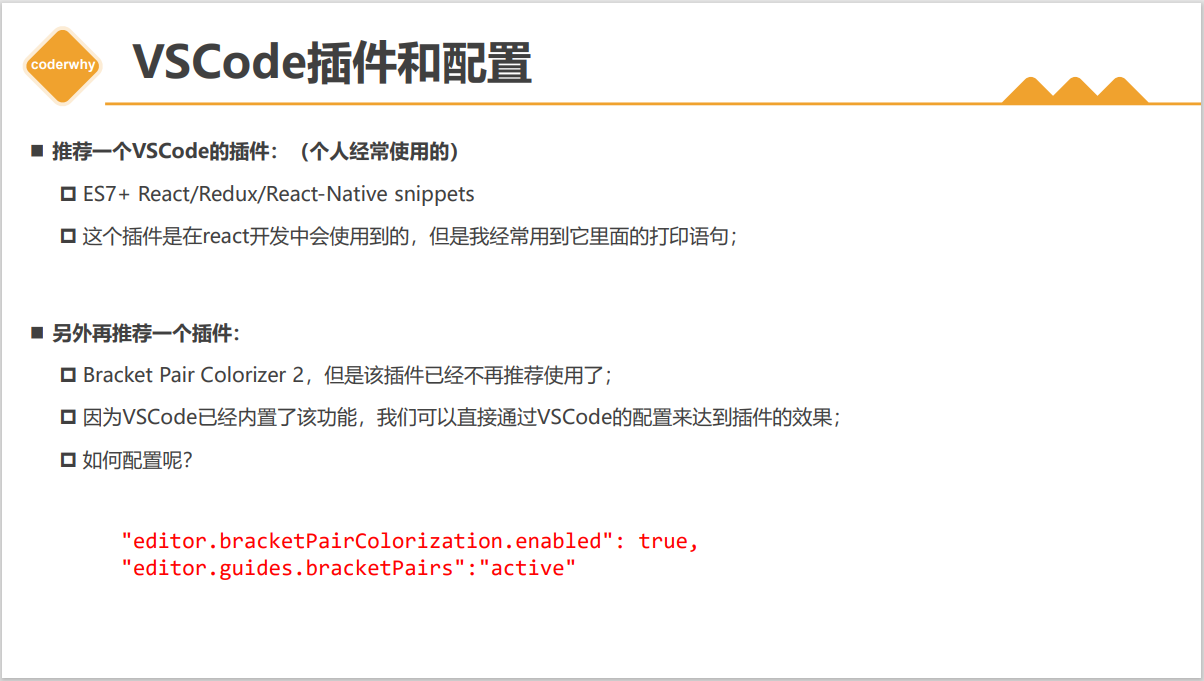 coderwhy
VSCode插件和配置
推荐一个VSCode的插件：（个人经常使用的）
ES7+ React/Redux/React-Native snippets
这个插件是在react开发中会使用到的，但是我经常用到它里面的打印语句；
另外再推荐一个插件：
Bracket Pair Colorizer 2，但是该插件已经不再推荐使用了；
因为VSCode已经内置了该功能，我们可以直接通过VSCode的配置来达到插件的效果；
如何配置呢？
"editor.bracketPairColorization.enabled": true,
"editor.guides.bracketPairs":"active"